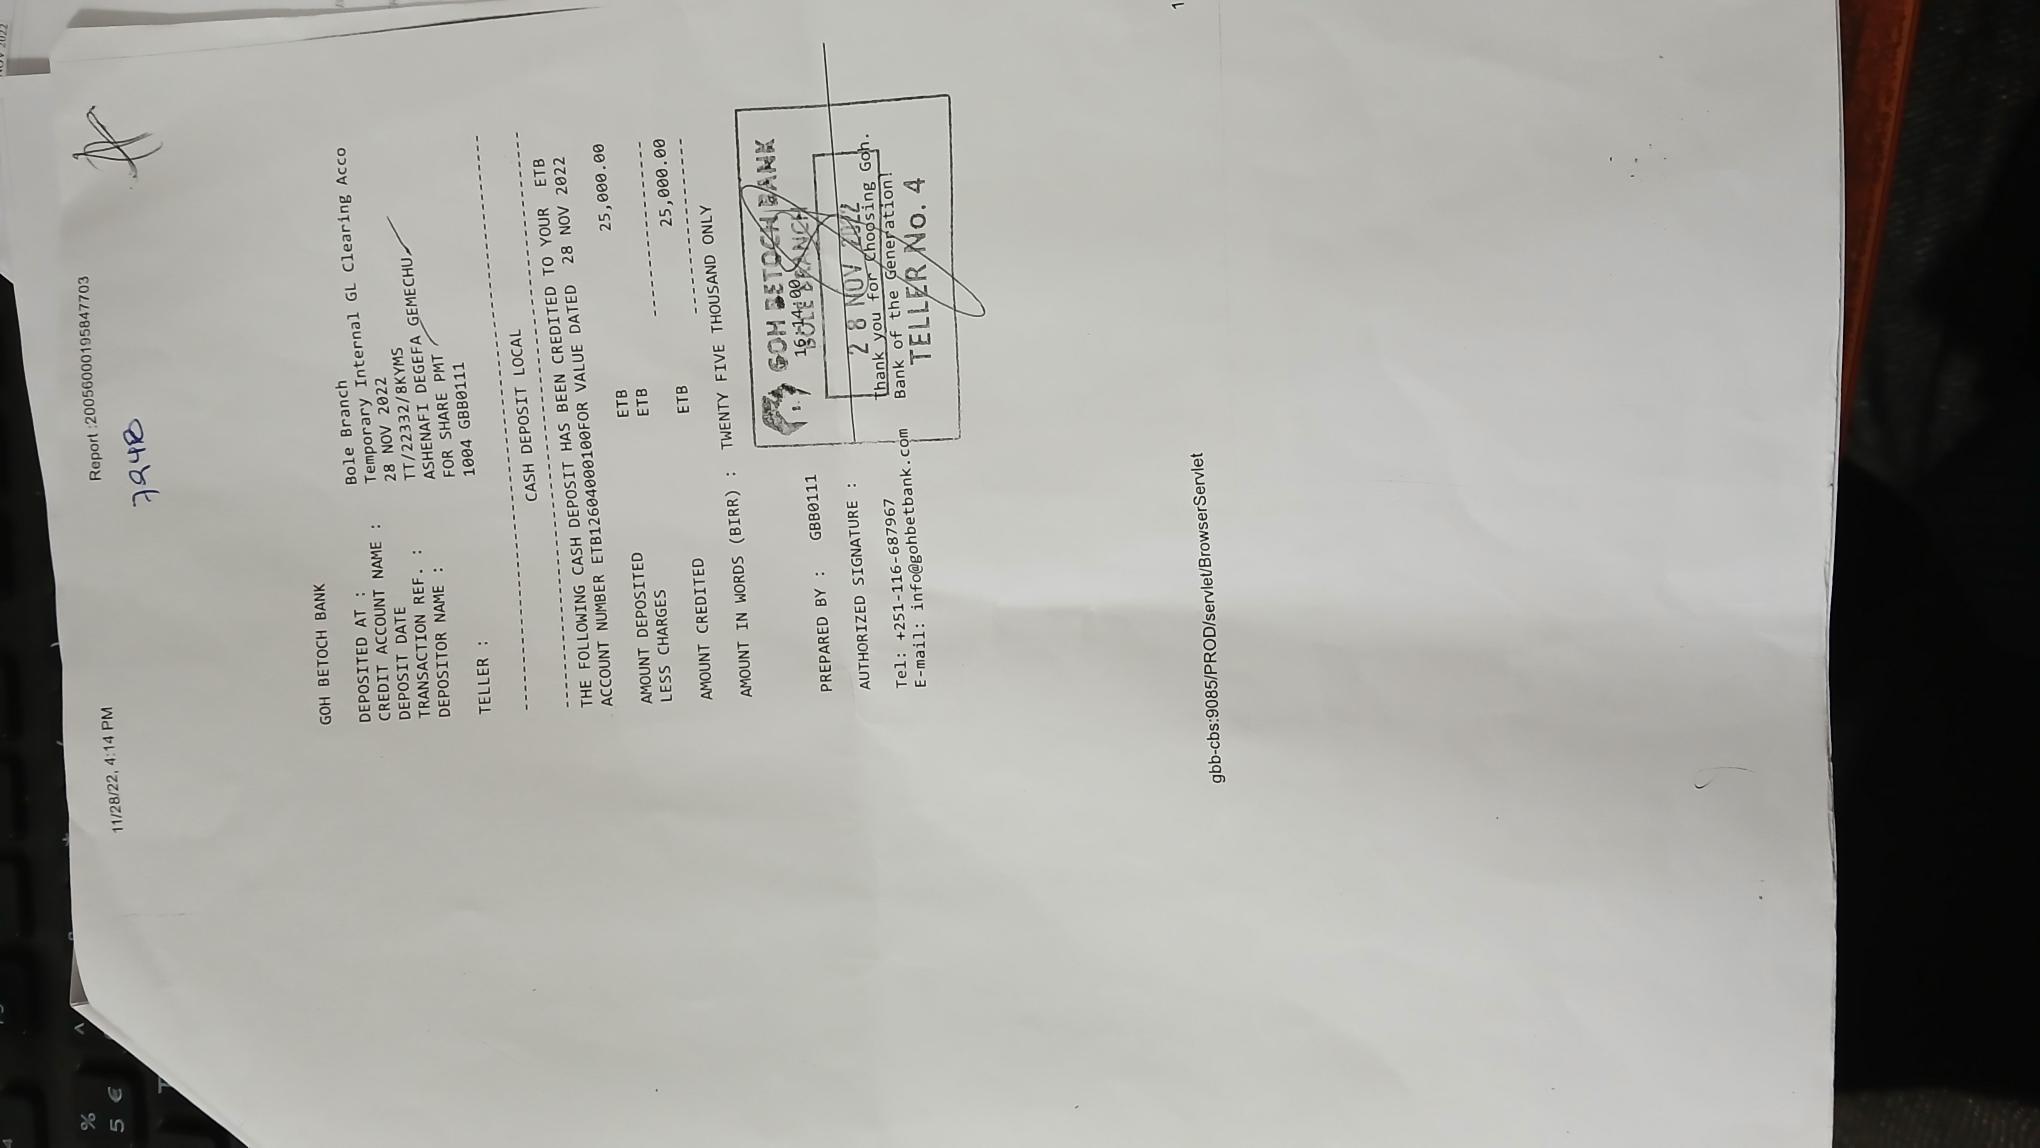 11/28/22, 4:14 PM
Report :20056000195847703
GOH BETOCH BANK
DEPOSITED AT : Bole Branch
CREDIT ACCOUNT NAME : Temporary Internal GL Clearing Acco
DEPOSIT DATE 28 NOV 2022
TRANSACTION REF. : TT/22332/8KYMS
DEPOSITOR NAME : ASHENAFI DEGEFA GEMECHU
FOR SHARE PMT
TELLER : 1004 GBB0111
CASH DEPOSIT LOCAL
THE FOLLOWING CASH DEPOSIT HAS BEEN CREDITED TO YOUR ETB
ACCOUNT NUMBER ETB12604000100FOR VALUE DATED 28 NOV 2022
AMOUNT DEPOSITED ETB 25,000.00
LESS CHARGES ETB
AMOUNT CREDITED ETB 25,000.00
AMOUNT IN WORDS (BIRR) : TWENTY FIVE THOUSAND ONLY
GOH BETOCH BANK
16:14:00
BOLE BRANCH
PREPARED BY : GBB0111
28 NOV 2022
AUTHORIZED SIGNATURE :
Thank you for Choosing Goh.
Tel: +251-116-687967
Bank of the Generation!
E-mail: info@gohbetbank.com
TELLER No. 4
gbb-cbs:9085/PROD/servlet/BrowserServlet
1
% 
5 €
NOV 2022